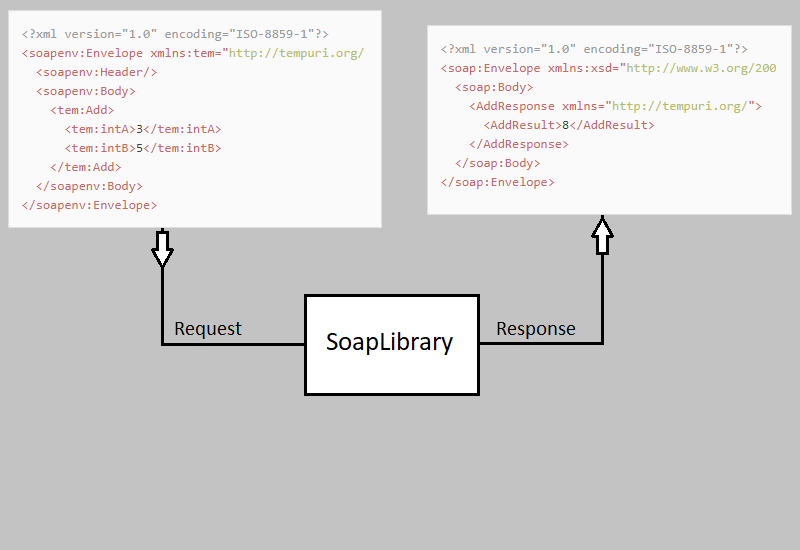 <?xml version="1.0" encoding="ISO-8859-1"?>
<soapenv:Envelope xmlns:tem="http://tempuri.org/
<soapenv:Header/>
<soapenv:Body>
<tem:Add>
<tem:intA>3</tem:intA>
<tem:intB>5</tem:intB>
</tem:Add>
</soapenv:Body>
</soapenv:Envelope>
<?xml version="1.0" encoding="ISO-8859-1"?>
<soap:Envelope xmlns:xsd="http://www.w3.org/200
<soap:Body>
<AddResponse xmlns="http://tempuri.org/">
<AddResult>8</AddResult>
</AddResponse>
</soap:Body>
</soap:Envelope>
Request
SoapLibrary
Response